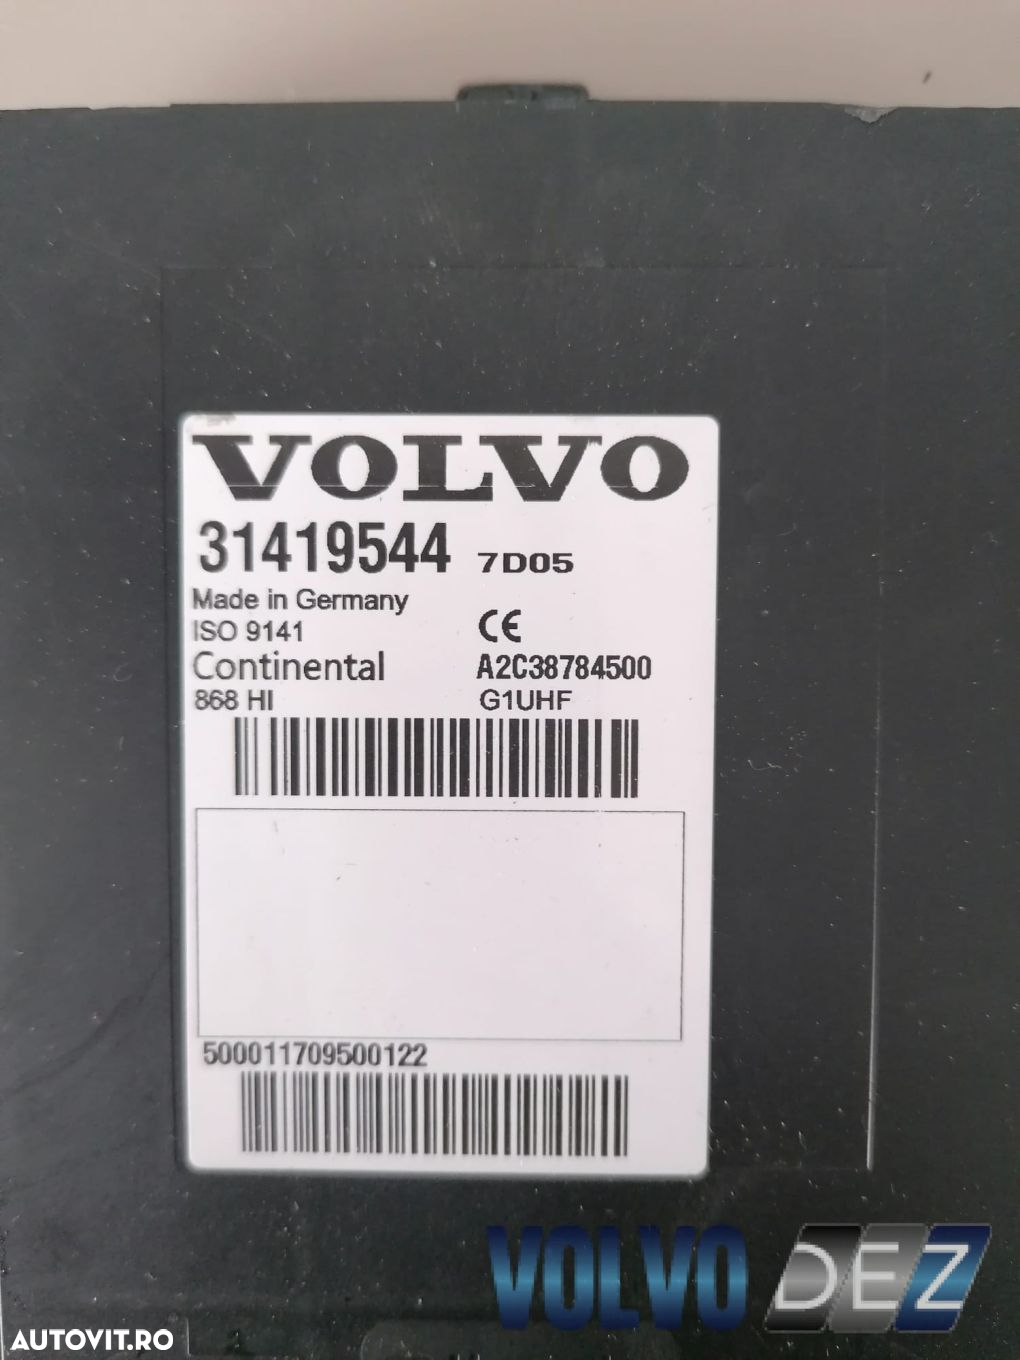 VOLVO
31419544 7D05
Made in Germany
ISO 9141 CE
Continental A2C38784500
868 HI G1UHF
500011709500122
VOLVO DEZ
AUTOVIT.RO